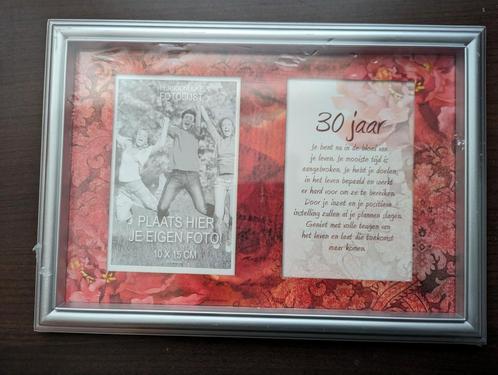 PERSOONLIJKE
FOTOLIJST
PLAATS HIER
JE EIGEN FOTO
10 X 15 CM
30 jaar
Je bent nu in de bloei van
je leven. Je mooiste tijd is
aangebroken. Je hebt je doelen
in het leven bepaald en werkt
er hard voor om ze te bereiken.
Door je inzet en je positieve
instelling zullen al je plannen slagen.
Geniet met volle teugen van
het leven en laat die toekomst
maar komen.